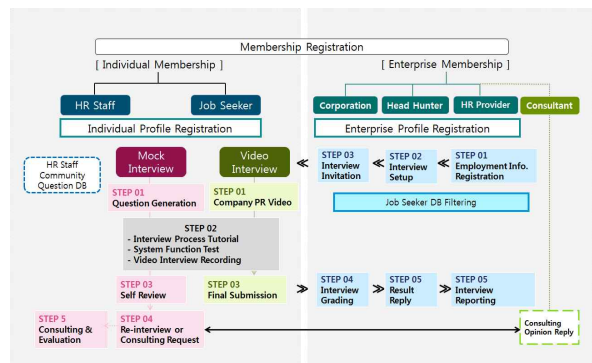 Membership Registration
[ Individual Membership ]
[ Enterprise Membership ]
HR Staff
Job Seeker
Corporation
Head Hunter
HR Provider
Consultant
Individual Profile Registration
Enterprise Profile Registration
HR Staff
Community
Question DB
Mock
Interview
Video
Interview
STEP 03
Interview
Invitation
STEP 02
Interview
Setup
STEP 01
Employment Info.
Registration
STEP 01
Question Generation
STEP 01
Company PR Video
Job Seeker DB Filtering
STEP 02
- Interview Process Tutorial
- System Function Test
- Video Interview Recording
STEP 03
Self Review
STEP 03
Final Submission
STEP 04
Interview
Grading
STEP 05
Result
Reply
STEP 05
Interview
Reporting
STEP 5
Consulting &
Evaluation
STEP 04
Re-interview or
Consulting Request
Consulting
Opinion Reply